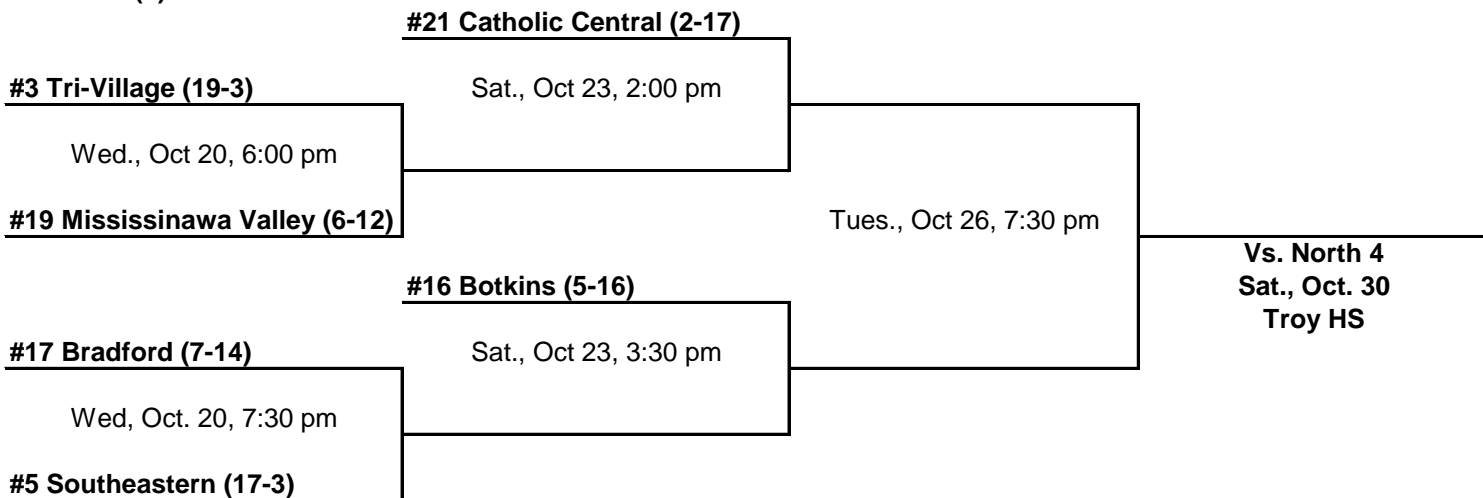 #21 Catholic Central (2-17)
#3 Tri-Village (19-3)
Sat., Oct 23, 2:00 pm
Wed., Oct 20, 6:00 pm
#19 Mississinawa Valley (6-12)
Tues., Oct 26, 7:30 pm
Vs. North 4
Sat., Oct. 30
Troy HS
#16 Botkins (5-16)
#17 Bradford (7-14)
Sat., Oct 23, 3:30 pm
Wed, Oct. 20, 7:30 pm
#5 Southeastern (17-3)